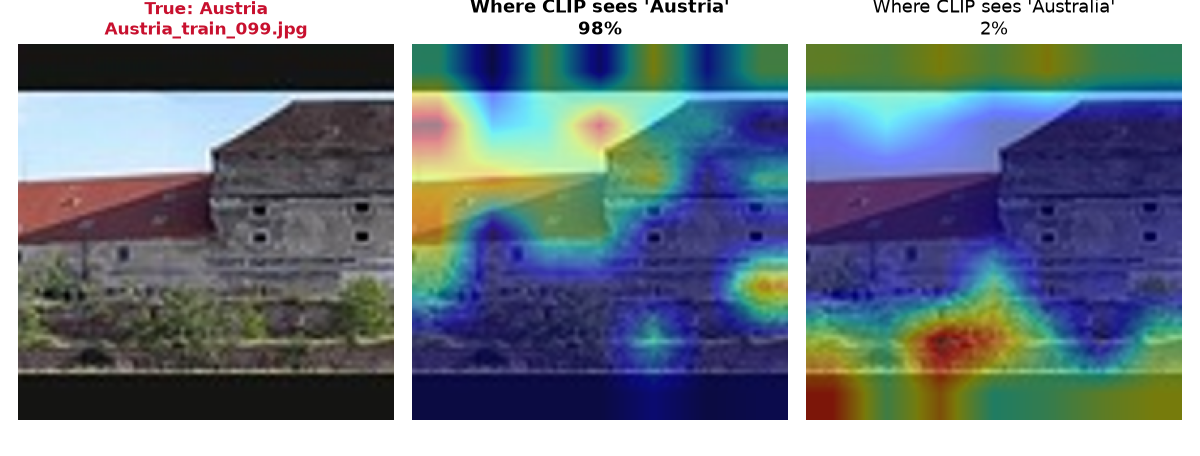 True: Austria
Austria_train_099.jpg
Where CLIP sees 'Austria'
98%
Where CLIP sees 'Australia'
2%